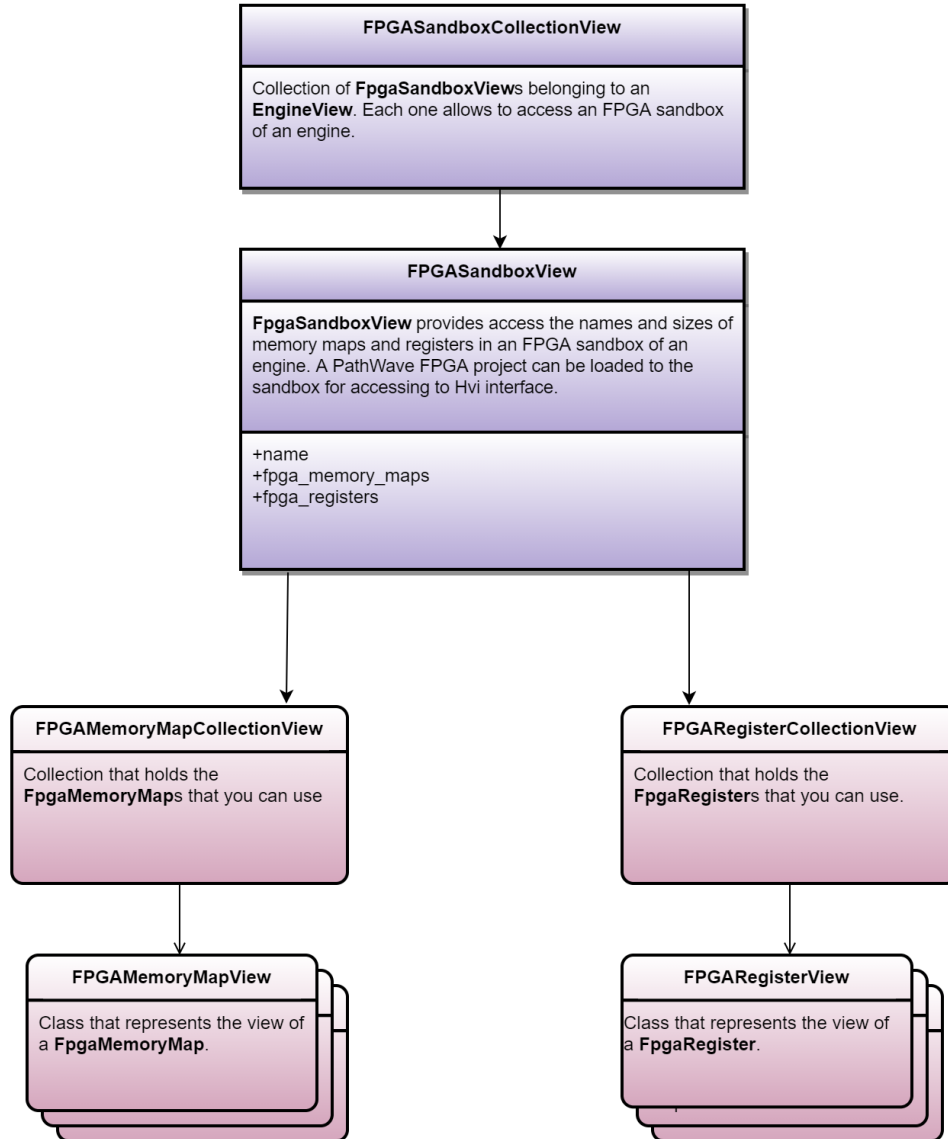 FPGASandboxCollectionView
Collection of FpgaSandboxViews belonging to an
EngineView. Each one allows to access an FPGA sandbox
of an engine.
FPGASandboxView
FpgaSandboxView provides access the names and sizes of
memory maps and registers in an FPGA sandbox of an
engine. A PathWave FPGA project can be loaded to the
sandbox for accessing to Hvi interface.
+name
+fpga_memory_maps
+fpga_registers
FPGAMemoryMapCollectionView
Collection that holds the
FpgaMemoryMaps that you can use
FPGARegisterCollectionView
Collection that holds the
FpgaRegisters that you can use.
FPGAMemoryMapView
Class that represents the view of
a FpgaMemoryMap.
FPGARegisterView
Class that represents the view of
a FpgaRegister.